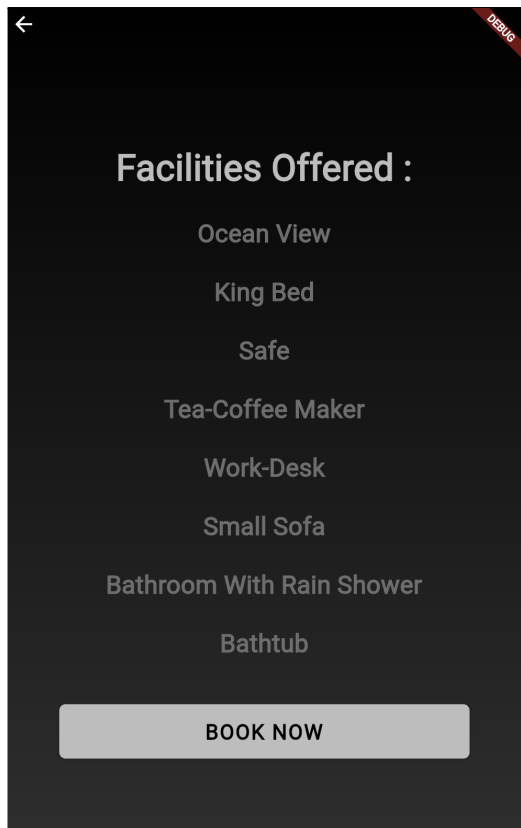 DEBUG
Facilities Offered :
Ocean View
King Bed
Safe
Tea-Coffee Maker
Work-Desk
Small Sofa
Bathroom With Rain Shower
Bathtub
BOOK NOW